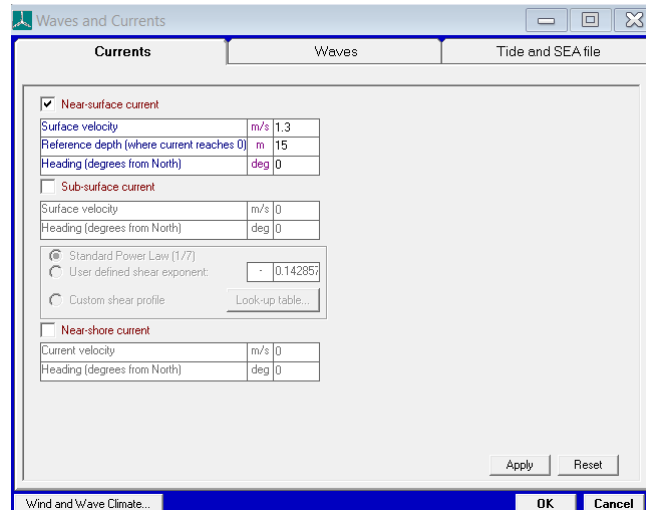 Waves and Currents
Currents Waves Tide and SEA file
Near-surface current
Surface velocity m/s 1.3
Reference depth (where current reaches 0) m 15
Heading (degrees from North) deg 0
Sub-surface current
Surface velocity m/s 0
Heading (degrees from North) deg 0
Standard Power Law (1/7)
User defined shear exponent: - 0.142857
Custom shear profile Look-up table...
Near-shore current
Current velocity m/s 0
Heading (degrees from North) deg 0
Apply Reset
Wind and Wave Climate... OK Cancel